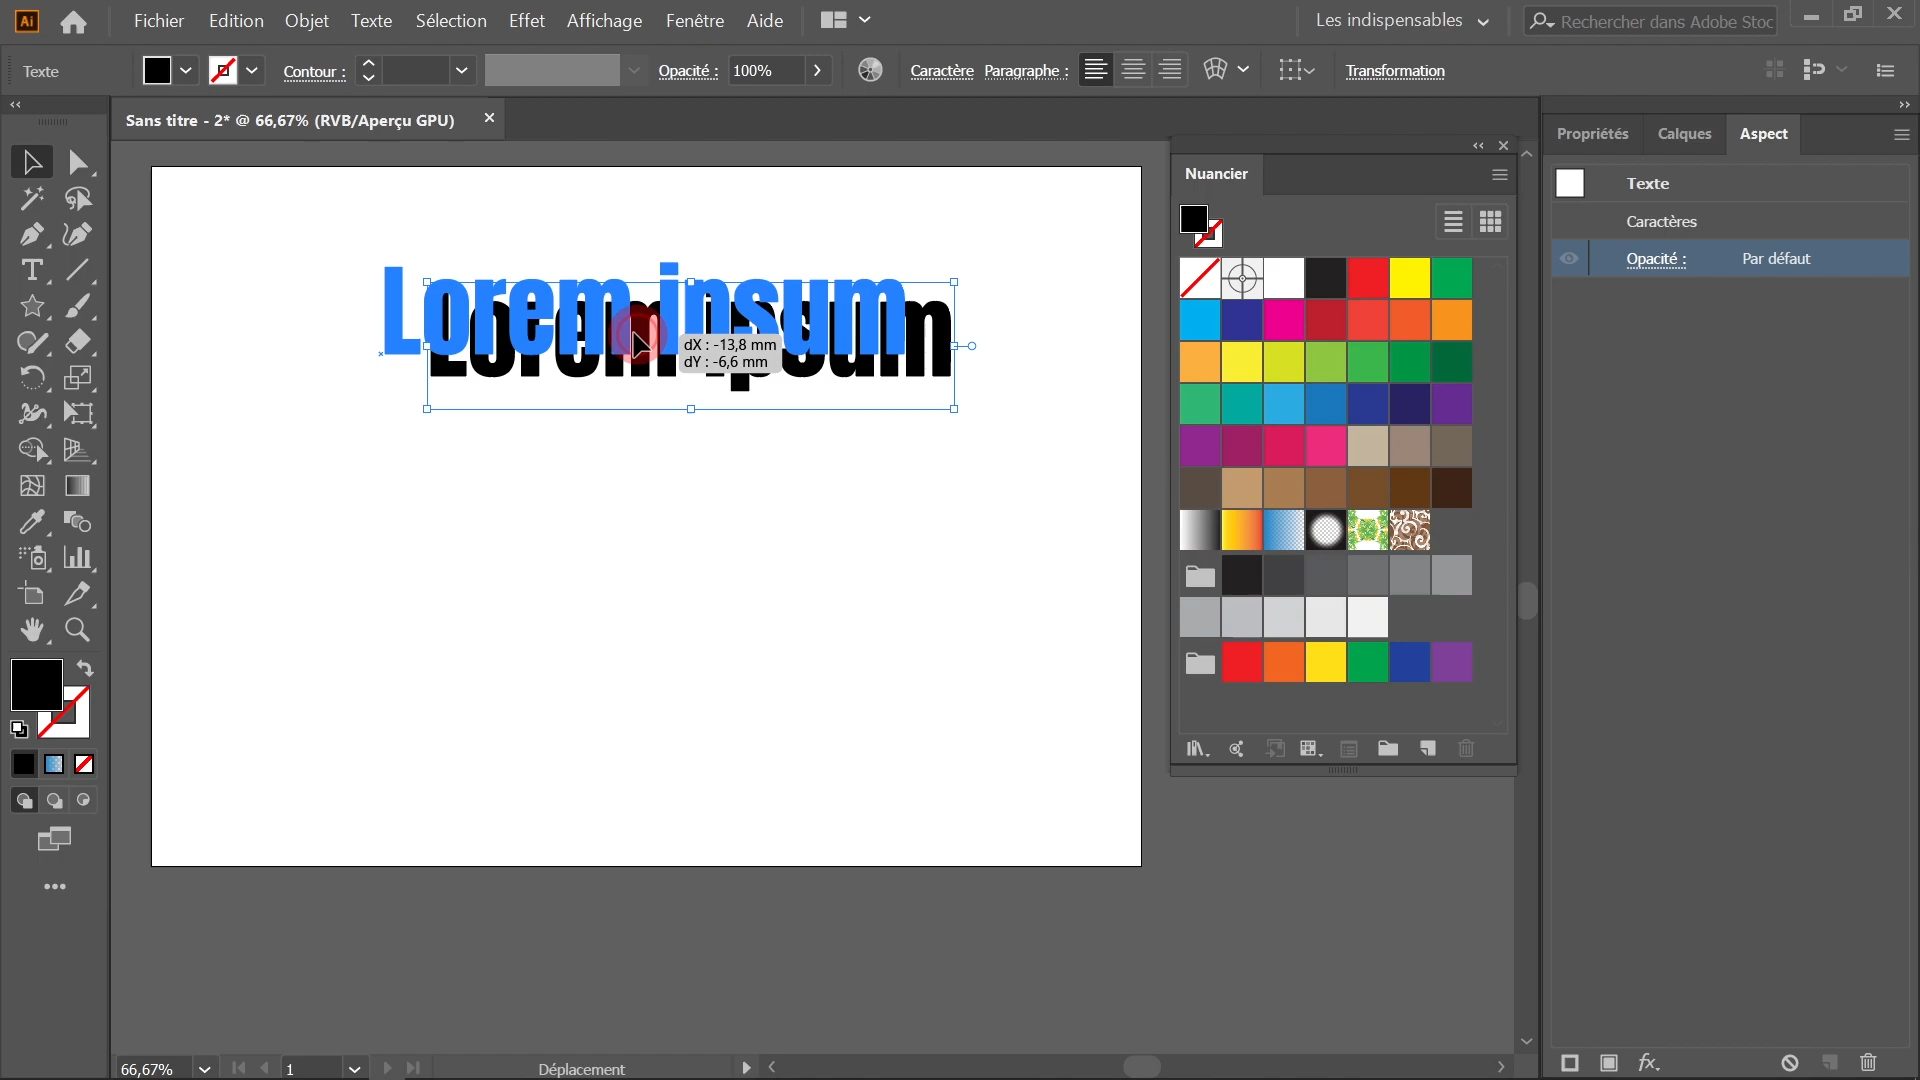 Ai
Fichier Edition Objet Texte Sélection Effet Affichage Fenêtre Aide
Les indispensables
Rechercher dans Adobe Stoc
Texte
Contour :
Opacité : 100%
Caractère Paragraphe :
Transformation
Sans titre - 2* @ 66,67% (RVB/Aperçu GPU)
Propriétés Calques Aspect
Nuancier
Texte
Caractères
Opacité : Par défaut
Lorem ipsum
Lorem ipsum
dX : -13,8 mm
dY : -6,6 mm
66,67%
1
Déplacement
fx